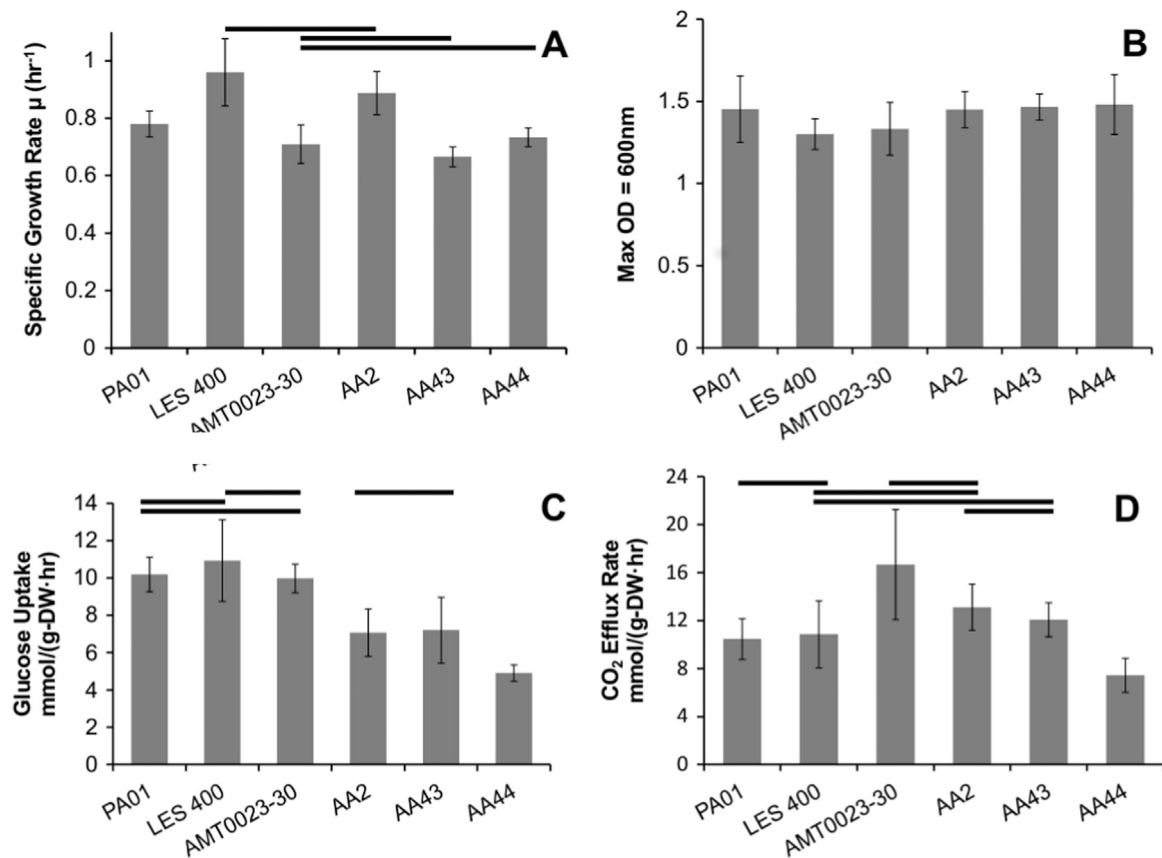 A
Specific Growth Rate µ (hr⁻¹)
1
0.8
0.6
0.4
0.2
0
PA01
LES 400
AMT0023-30
AA2
AA43
AA44
B
Max OD = 600nm
2
1.5
1
0.5
0
PA01
LES 400
AMT0023-30
AA2
AA43
AA44
C
Glucose Uptake
mmol/(g-DW·hr)
14
12
10
8
6
4
2
0
PA01
LES 400
AMT0023-30
AA2
AA43
AA44
D
CO₂ Efflux Rate
mmol/(g-DW·hr)
24
20
16
12
8
4
0
PA01
LES 400
AMT0023-30
AA2
AA43
AA44